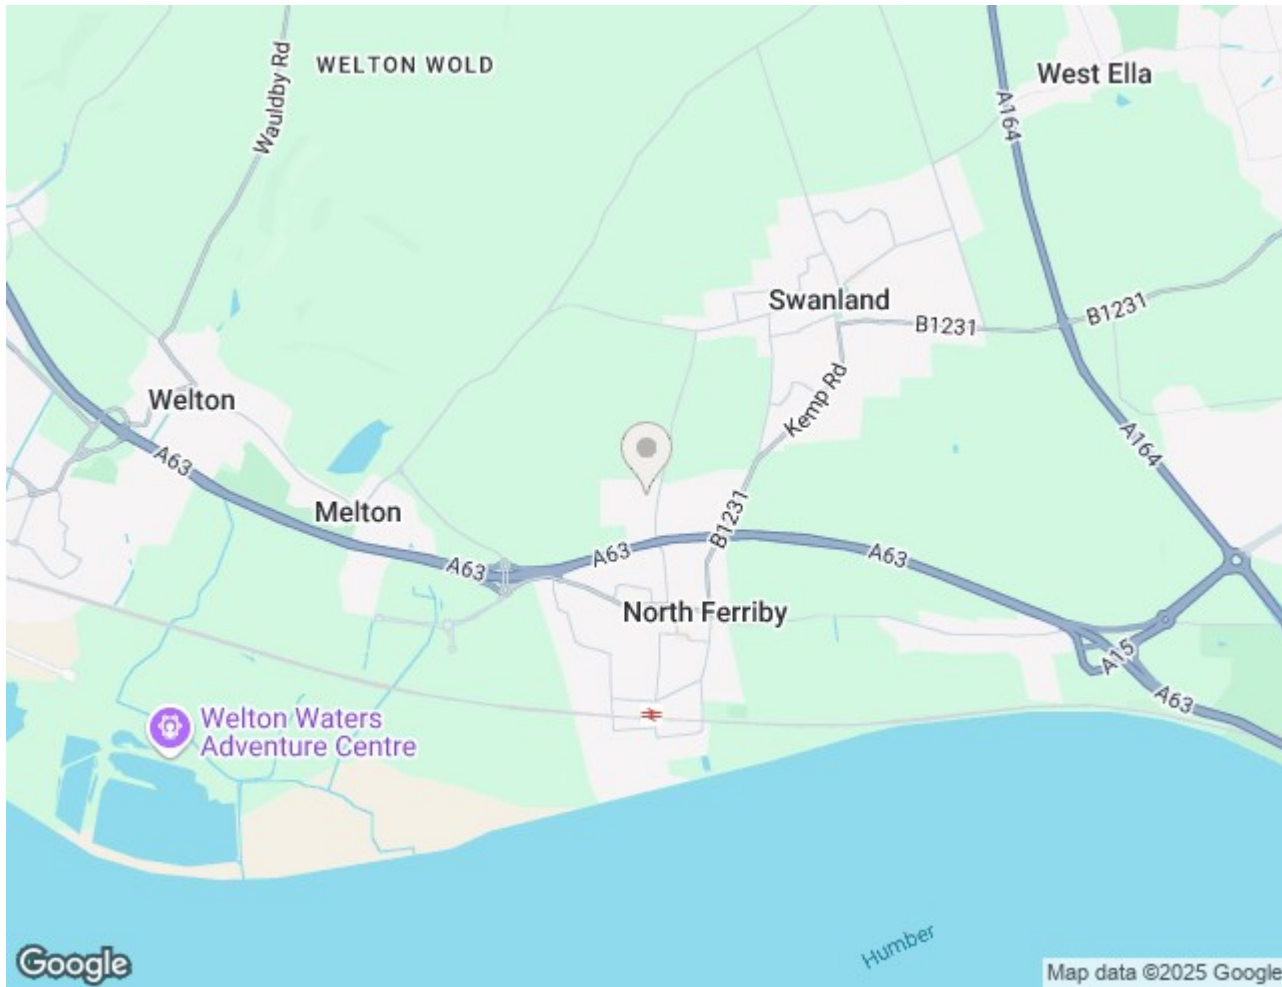 WELTON WOLD
Wauldby Rd
West Ella
A164
Swanland
B1231
B1231
Kemp Rd
Welton
A63
A164
Melton
B1231
A63
A63
A63
North Ferriby
A15
A63
Welton Waters
Adventure Centre
Humber
Google
Map data ©2025 Google